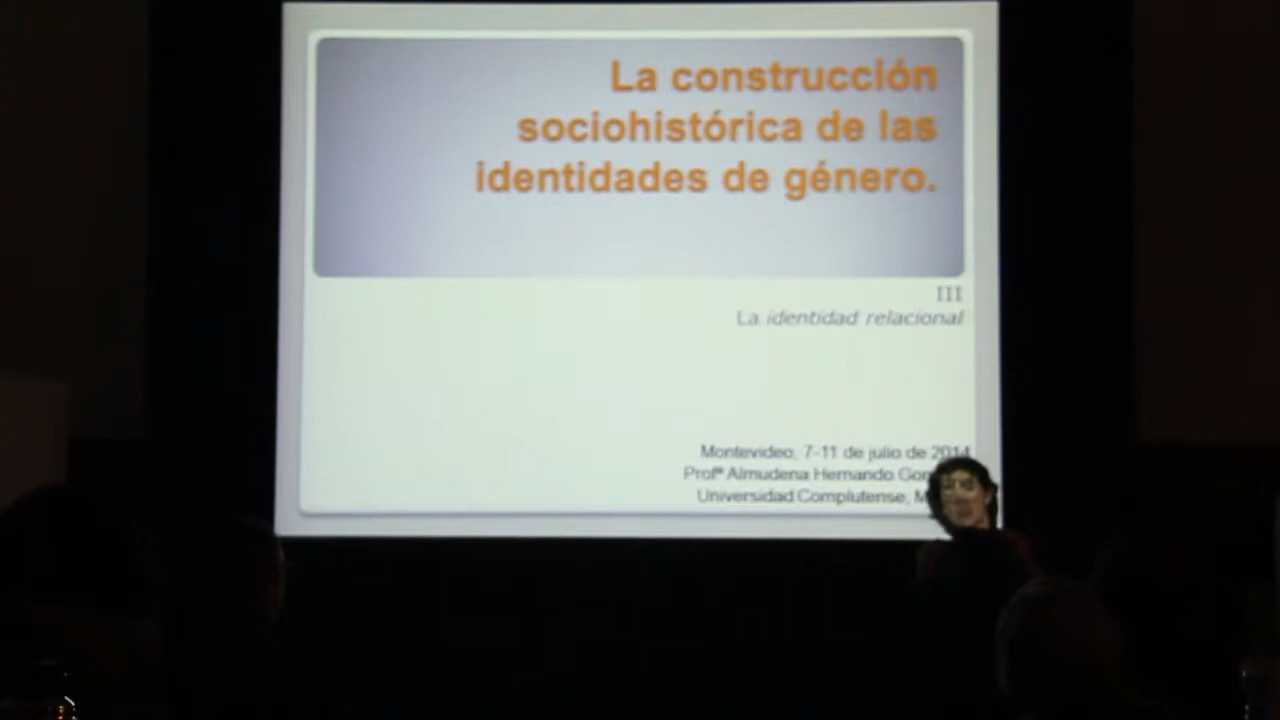 La construcción
sociohistórica de las
identidades de género.
III
La identidad relacional
Montevideo, 7-11 de julio de 2014
Profª Almudena Hernando
Universidad Complutense,